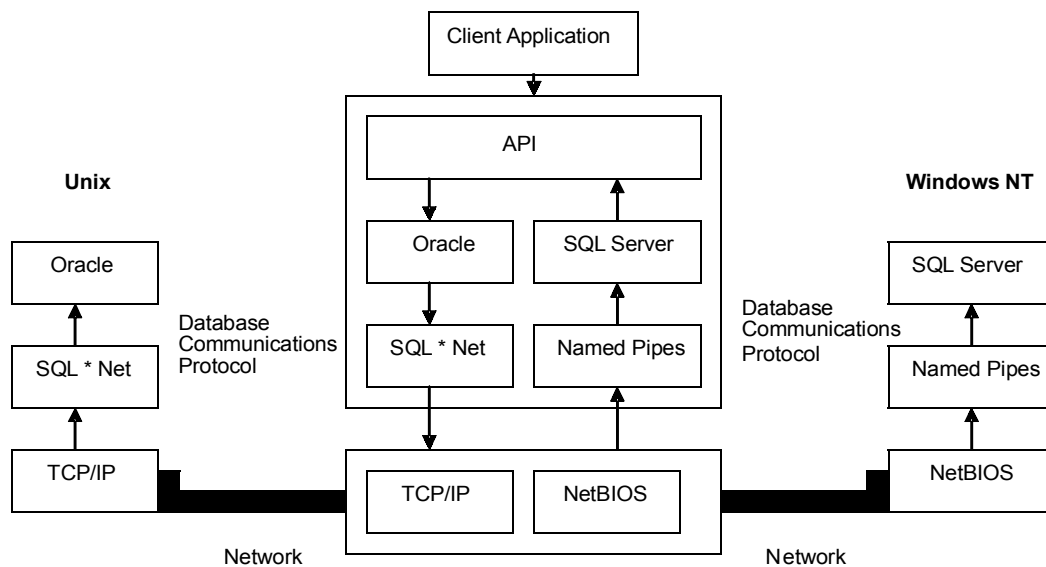 Client Application
API
Unix
Windows NT
Oracle
SQL Server
Oracle
SQL Server
Database
Communications
Protocol
Database
Communications
Protocol
SQL * Net
Named Pipes
SQL * Net
Named Pipes
TCP/IP
TCP/IP
NetBIOS
NetBIOS
Network
Network